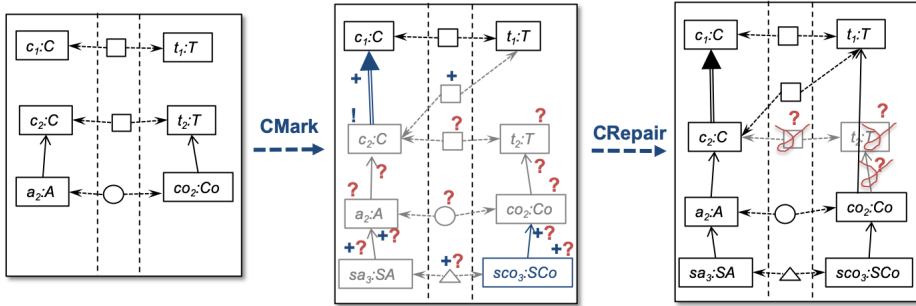 c₁:C t₁:T
c₂:C t₂:T
a₂:A co₂:Co
CMark
c₁:C t₁:T
+ +
! ? ?
c₂:C t₂:T
? ? ?
a₂:A co₂:Co
+? +? +? +? +?
sa₃:SA sco₃:SCo
CRepair
c₁:C t₁:T
? ?
c₂:C t₂:T
?
a₂:A co₂:Co
sa₃:SA sco₃:SCo